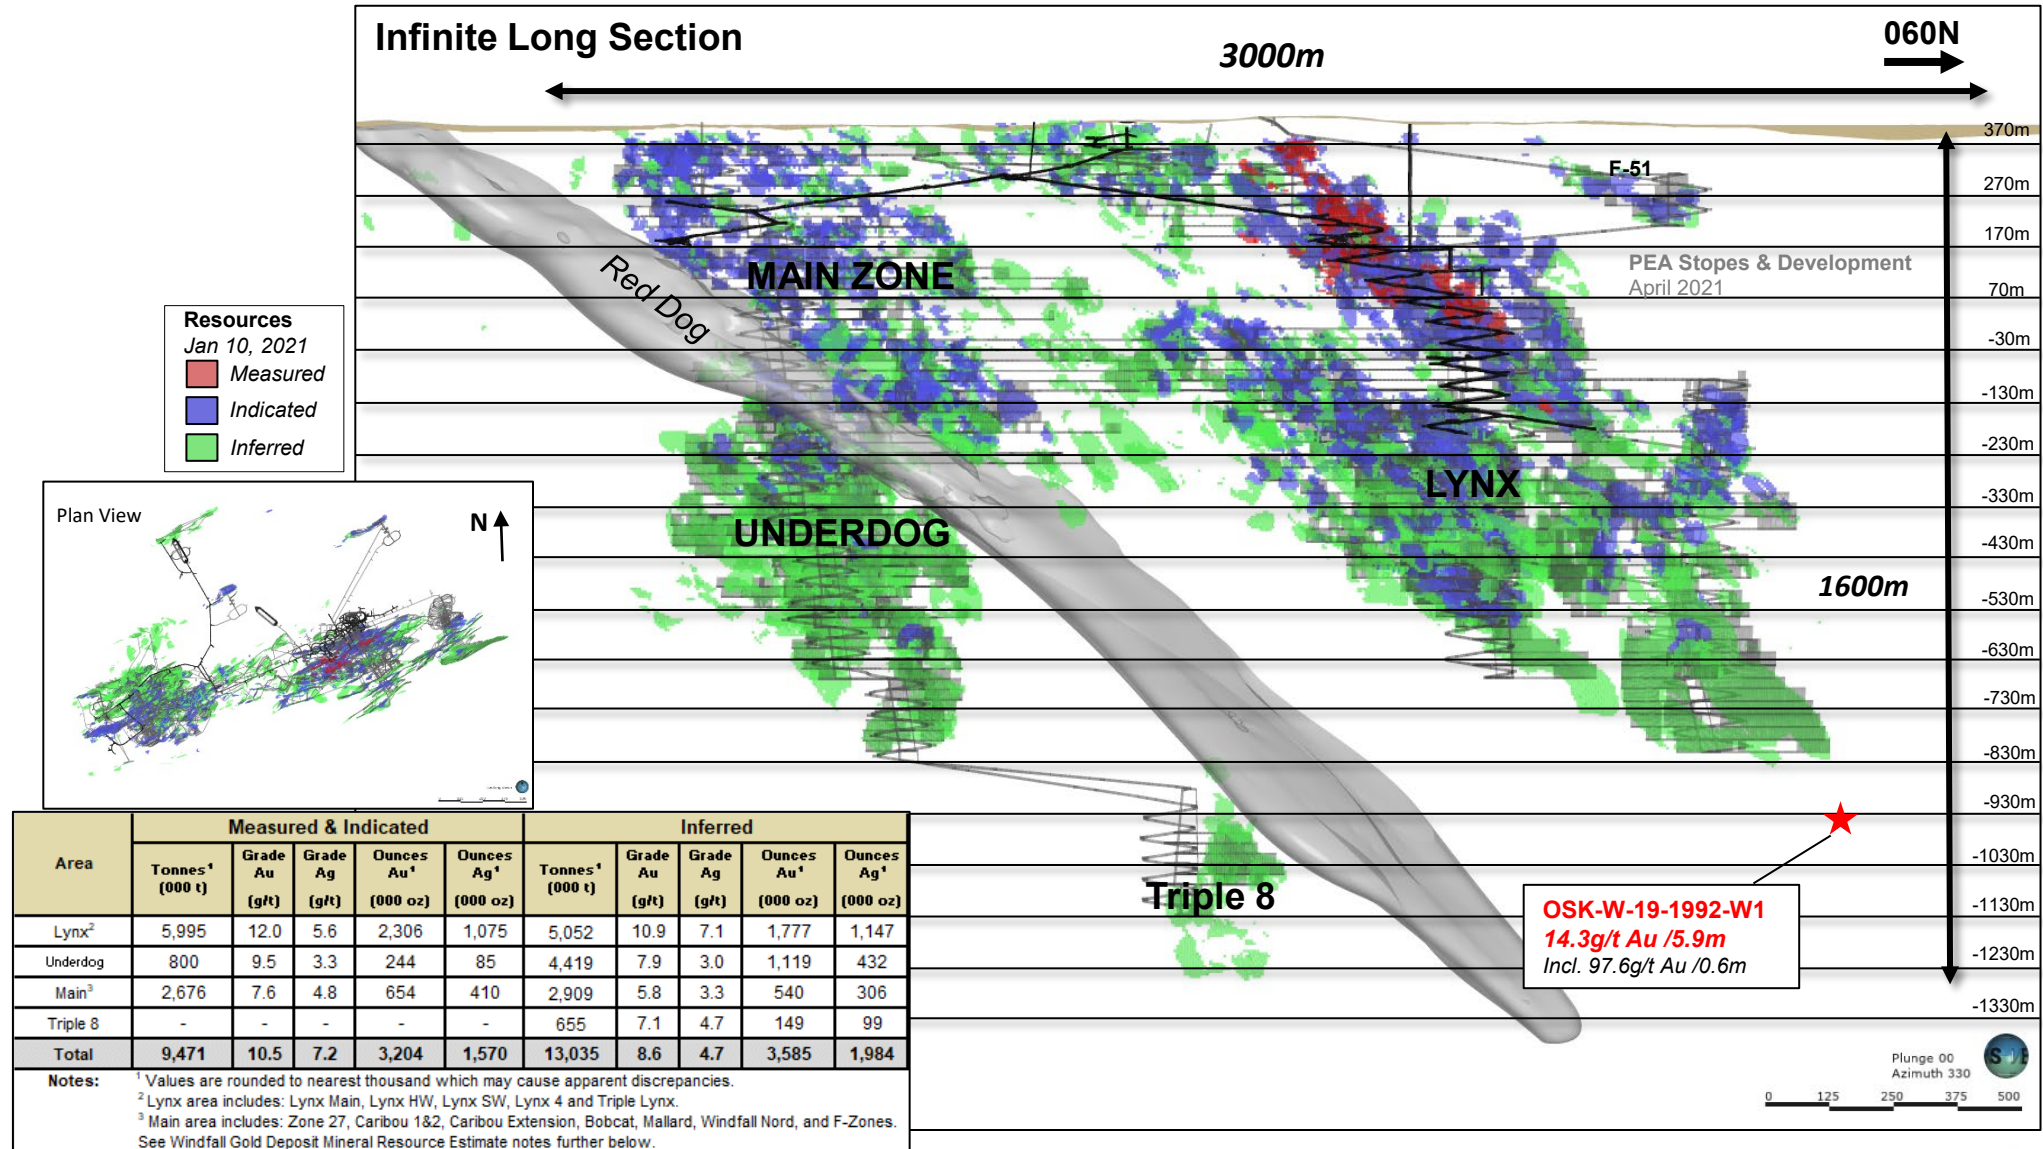 Infinite Long Section
3000m
060N
370m
F-51
270m
170m
MAIN ZONE
Red Dog
PEA Stopes & Development
April 2021
70m
-30m
-130m
-230m
LYNX
-330m
UNDERDOG
-430m
1600m
-530m
-630m
-730m
-830m
-930m
-1030m
Triple 8
-1130m
-1230m
-1330m
OSK-W-19-1992-W1
14.3g/t Au /5.9m
Incl. 97.6g/t Au /0.6m
Resources
Jan 10, 2021
Measured
Indicated
Inferred
Plan View
N
Area Measured & Indicated Inferred
Tonnes¹ (000 t) Grade Au (g/t) Grade Ag (g/t) Ounces Au¹ (000 oz) Ounces Ag¹ (000 oz) Tonnes¹ (000 t) Grade Au (g/t) Grade Ag (g/t) Ounces Au¹ (000 oz) Ounces Ag¹ (000 oz)
Lynx² 5,995 12.0 5.6 2,306 1,075 5,052 10.9 7.1 1,777 1,147
Underdog 800 9.5 3.3 244 85 4,419 7.9 3.0 1,119 432
Main³ 2,676 7.6 4.8 654 410 2,909 5.8 3.3 540 306
Triple 8 - - - - - 655 7.1 4.7 149 99
Total 9,471 10.5 7.2 3,204 1,570 13,035 8.6 4.7 3,585 1,984
Notes: ¹ Values are rounded to nearest thousand which may cause apparent discrepancies.
² Lynx area includes: Lynx Main, Lynx HW, Lynx SW, Lynx 4 and Triple Lynx.
³ Main area includes: Zone 27, Caribou 1&2, Caribou Extension, Bobcat, Mallard, Windfall Nord, and F-Zones.
See Windfall Gold Deposit Mineral Resource Estimate notes further below.
Plunge 00
Azimuth 330
S E
0 125 250 375 500